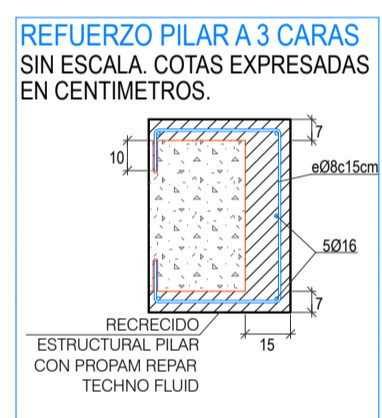 REFUERZO PILAR A 3 CARAS
SIN ESCALA. COTAS EXPRESADAS
EN CENTIMETROS.
7
10
eØ8c15cm
5Ø16
7
15
RECRECIDO
ESTRUCTURAL PILAR
CON PROPAM REPAR
TECHNO FLUID